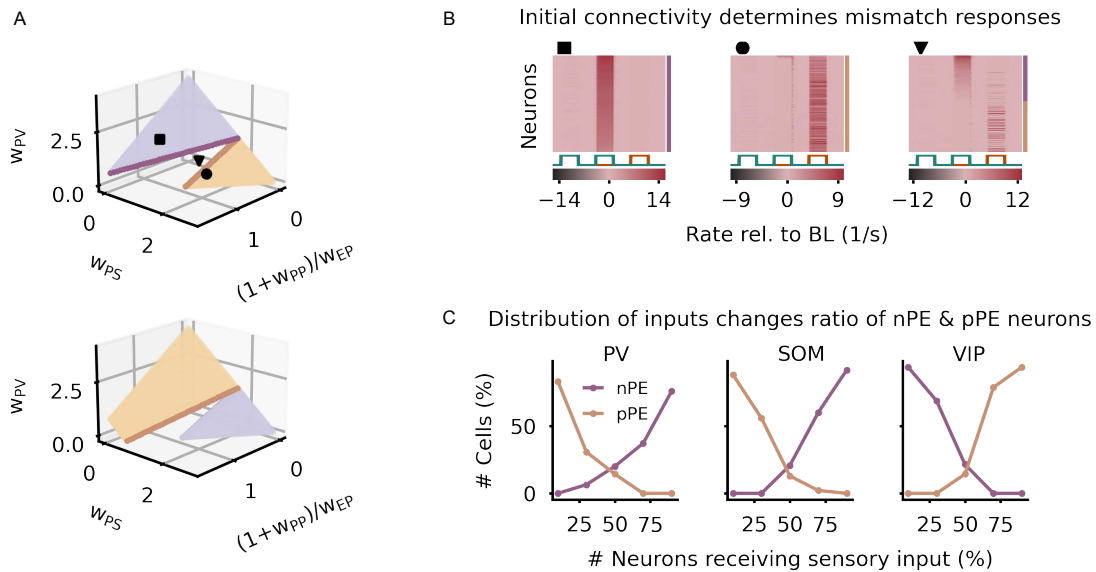 A
w_PV
2.5
0.0
0
2
w_PS
1
0
(1+w_PP)/w_EP
w_PV
2.5
0.0
0
2
w_PS
1
0
(1+w_PP)/w_EP
B
Initial connectivity determines mismatch responses
Neurons
−14 0 14
−9 0 9
−12 0 12
Rate rel. to BL (1/s)
C
Distribution of inputs changes ratio of nPE & pPE neurons
PV
SOM
VIP
nPE
pPE
# Cells (%)
50
0
25 50 75
25 50 75
25 50 75
# Neurons receiving sensory input (%)